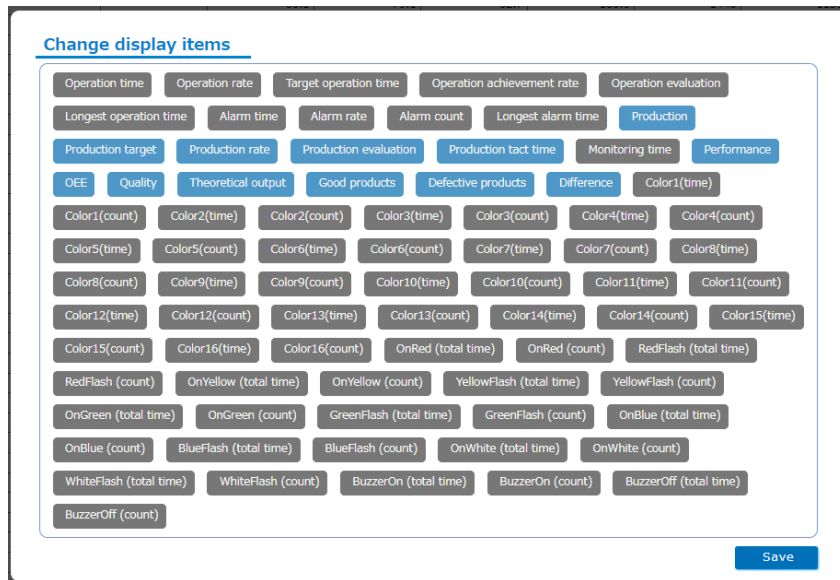 Change display items
Operation time Operation rate Target operation time Operation achievement rate Operation evaluation
Longest operation time Alarm time Alarm rate Alarm count Longest alarm time Production
Production target Production rate Production evaluation Production tact time Monitoring time Performance
OEE Quality Theoretical output Good products Defective products Difference Color1(time)
Color1(count) Color2(time) Color2(count) Color3(time) Color3(count) Color4(time) Color4(count)
Color5(time) Color5(count) Color6(time) Color6(count) Color7(time) Color7(count) Color8(time)
Color8(count) Color9(time) Color9(count) Color10(time) Color10(count) Color11(time) Color11(count)
Color12(time) Color12(count) Color13(time) Color13(count) Color14(time) Color14(count) Color15(time)
Color15(count) Color16(time) Color16(count) OnRed (total time) OnRed (count) RedFlash (total time)
RedFlash (count) OnYellow (total time) OnYellow (count) YellowFlash (total time) YellowFlash (count)
OnGreen (total time) OnGreen (count) GreenFlash (total time) GreenFlash (count) OnBlue (total time)
OnBlue (count) BlueFlash (total time) BlueFlash (count) OnWhite (total time) OnWhite (count)
WhiteFlash (total time) WhiteFlash (count) BuzzerOn (total time) BuzzerOn (count) BuzzerOff (total time)
BuzzerOff (count)
Save